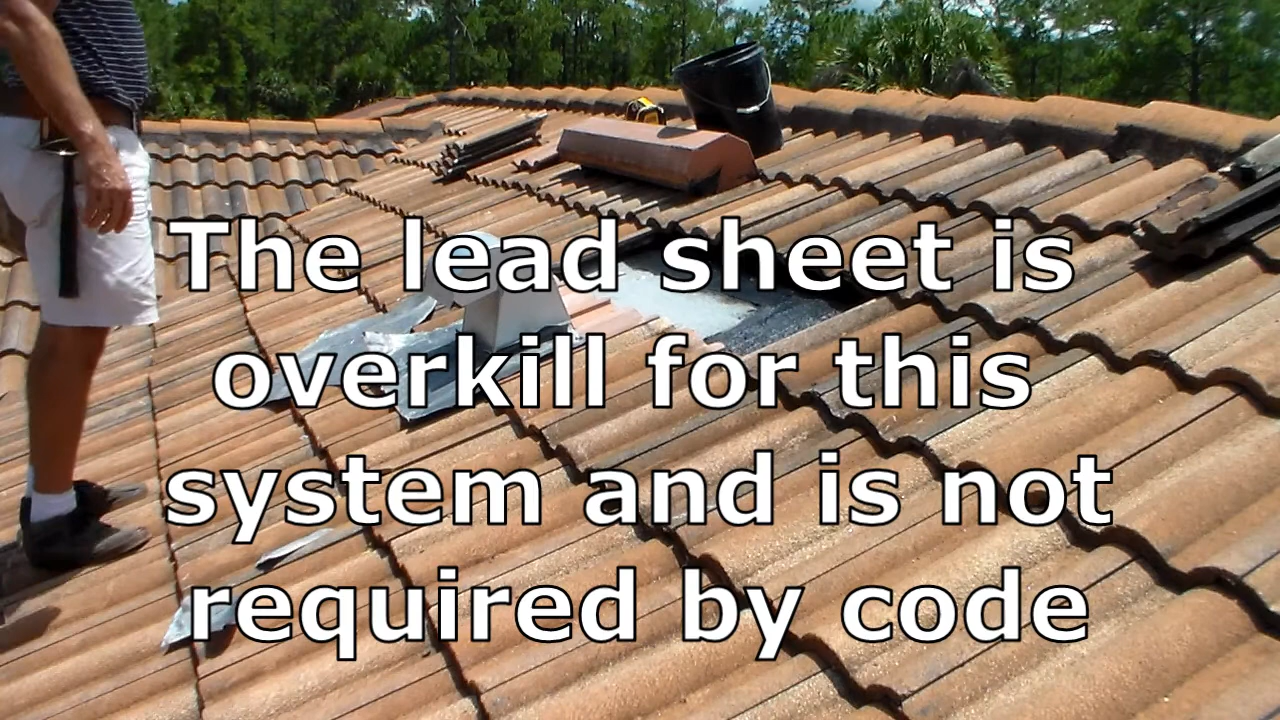 The lead sheet is
overkill for this
system and is not
required by code